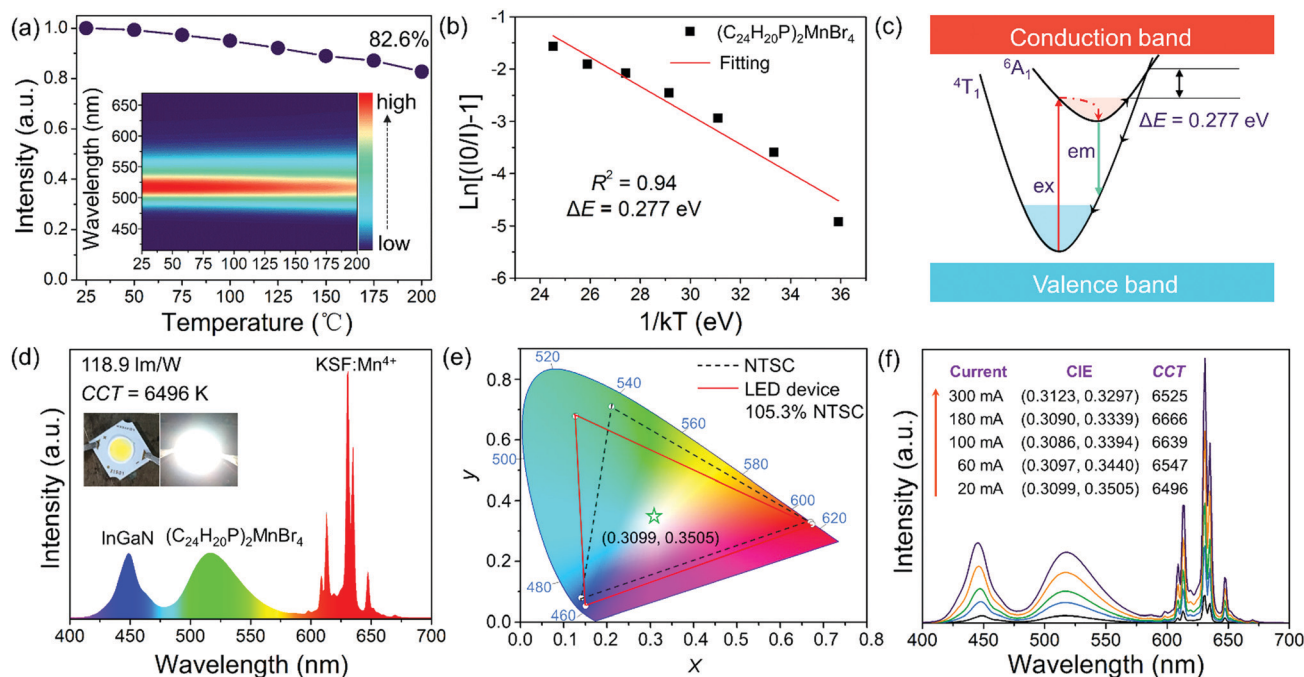 (a)
82.6%
Intensity (a.u.)
1.0
0.8
0.6
0.4
0.2
0.0
Wavelength (nm)
650
600
550
500
450
high
low
25 50 75 100 125 150 175 200
25 50 75 100 125 150 175 200
Temperature (℃)
(b)
(C24H20P)2MnBr4
Fitting
Ln[(I0/I)-1]
-1
-2
-3
-4
-5
-6
R² = 0.94
ΔE = 0.277 eV
24 26 28 30 32 34 36
1/kT (eV)
(c)
Conduction band
⁴T₁
⁶A₁
ΔE = 0.277 eV
ex
em
Valence band
(d)
118.9 lm/W
CCT = 6496 K
KSF:Mn⁴⁺
InGaN
(C24H20P)2MnBr4
Intensity (a.u.)
400 450 500 550 600 650 700
Wavelength (nm)
(e)
NTSC
LED device
105.3% NTSC
520
540
560
580
600
620
500
480
460
(0.3099, 0.3505)
y
0.8
0.6
0.4
0.2
0.0
0.0 0.1 0.2 0.3 0.4 0.5 0.6 0.7 0.8
X
(f)
Current CIE CCT
300 mA (0.3123, 0.3297) 6525
180 mA (0.3090, 0.3339) 6666
100 mA (0.3086, 0.3394) 6639
60 mA (0.3097, 0.3440) 6547
20 mA (0.3099, 0.3505) 6496
Intensity (a.u.)
400 450 500 550 600 650 700
Wavelength (nm)